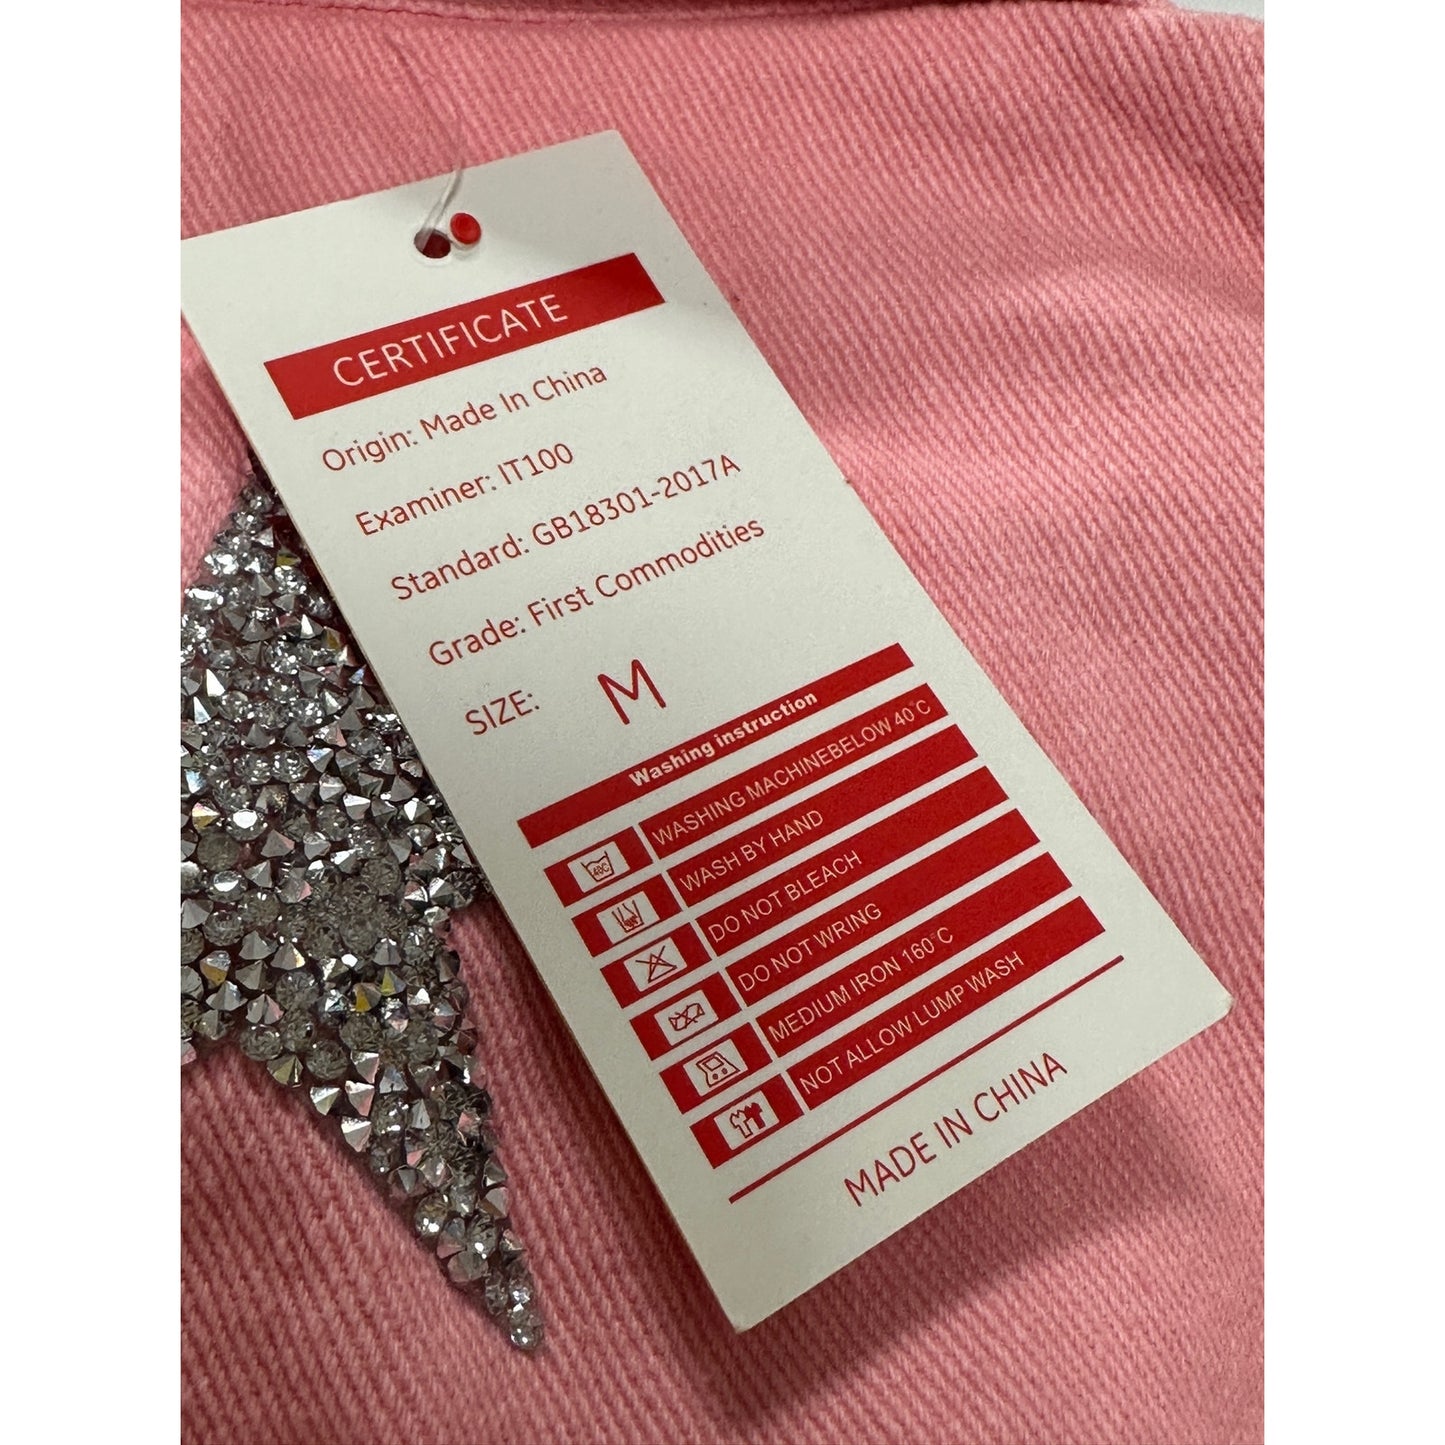 CERTIFICATE
Origin: Made In China
Examiner: IT100
Standard: GB18301-2017A
Grade: First Commodities
SIZE: M
Washing instruction
40C WASHING MACHINEBELOW 40°C
WASH BY HAND
DO NOT BLEACH
DO NOT WRING
MEDIUM IRON 160°C
NOT ALLOW LUMP WASH
MADE IN CHINA